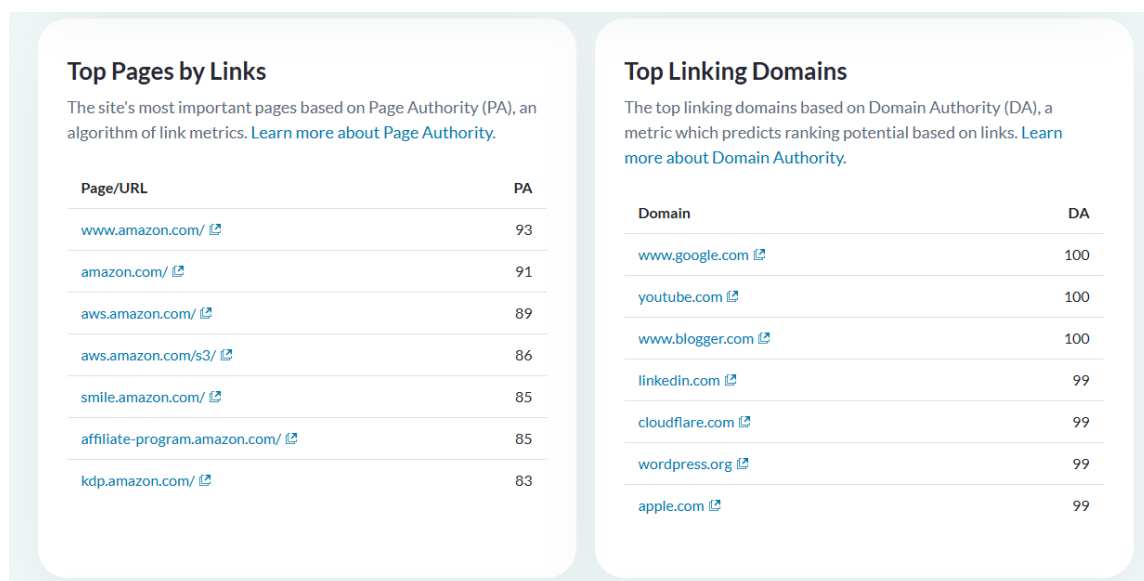 Top Pages by Links
The site's most important pages based on Page Authority (PA), an
algorithm of link metrics. Learn more about Page Authority.
Page/URL PA
www.amazon.com/ 93
amazon.com/ 91
aws.amazon.com/ 89
aws.amazon.com/s3/ 86
smile.amazon.com/ 85
affiliate-program.amazon.com/ 85
kdp.amazon.com/ 83
Top Linking Domains
The top linking domains based on Domain Authority (DA), a
metric which predicts ranking potential based on links. Learn
more about Domain Authority.
Domain DA
www.google.com 100
youtube.com 100
www.blogger.com 100
linkedin.com 99
cloudflare.com 99
wordpress.org 99
apple.com 99